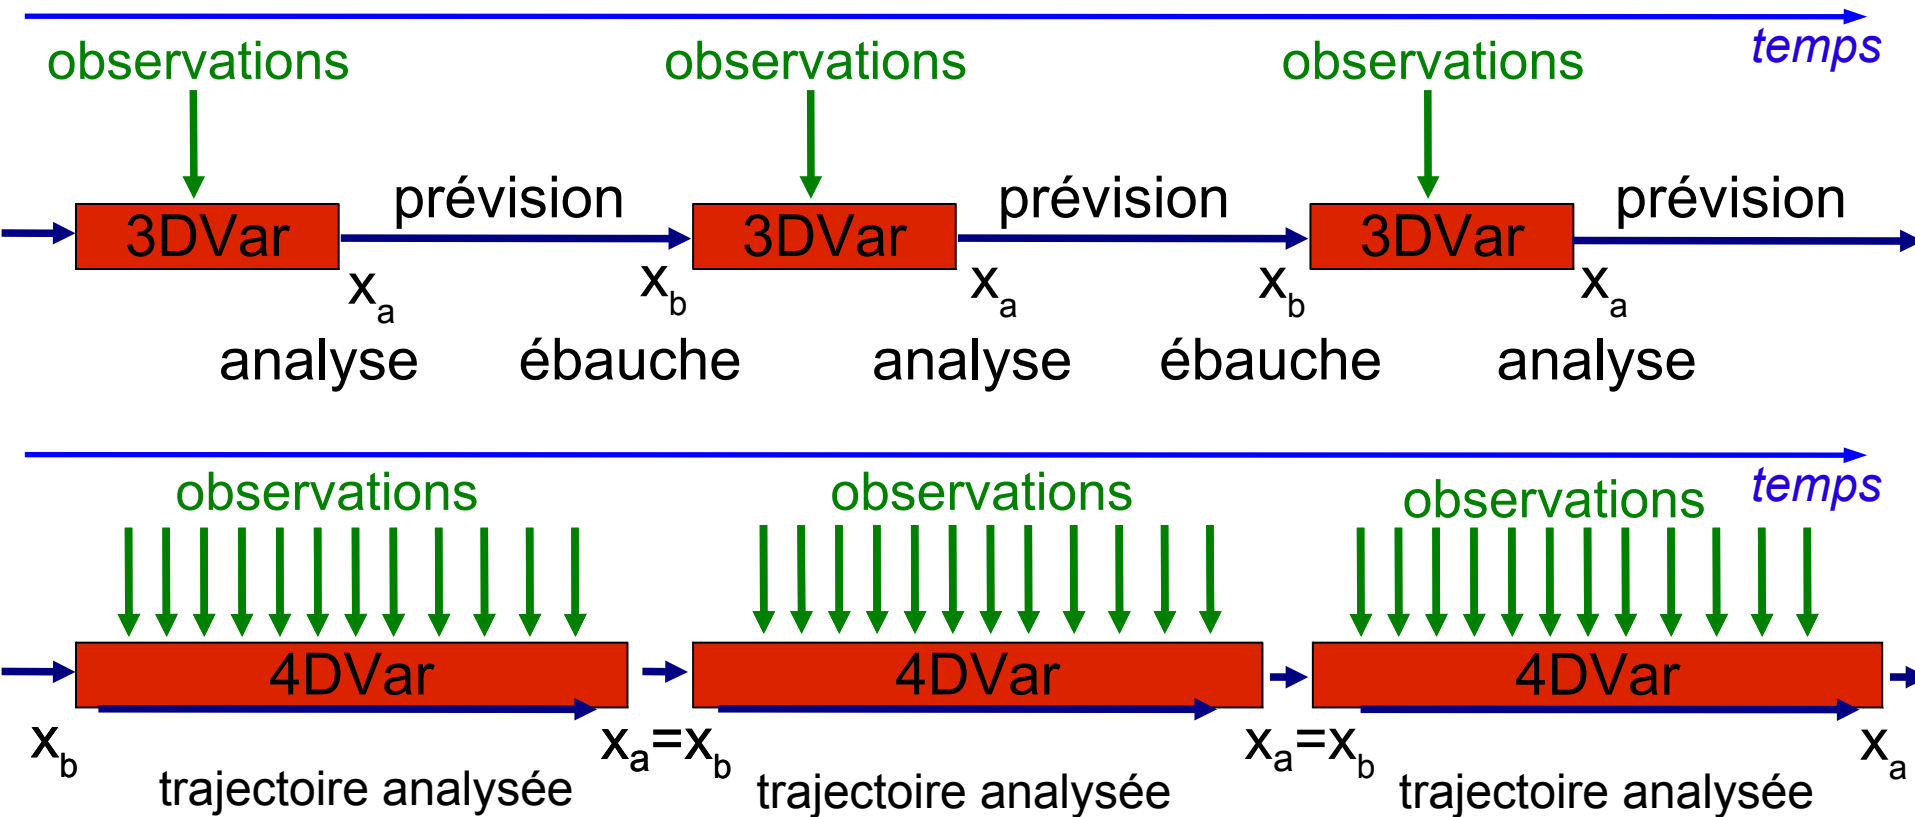 temps
observations observations observations
prévision prévision prévision
3DVar 3DVar 3DVar
xa xb xa xb xa
analyse ébauche analyse ébauche analyse
observations observations observations temps
4DVar 4DVar 4DVar
xb xa=xb xa=xb xa
trajectoire analysée trajectoire analysée trajectoire analysée